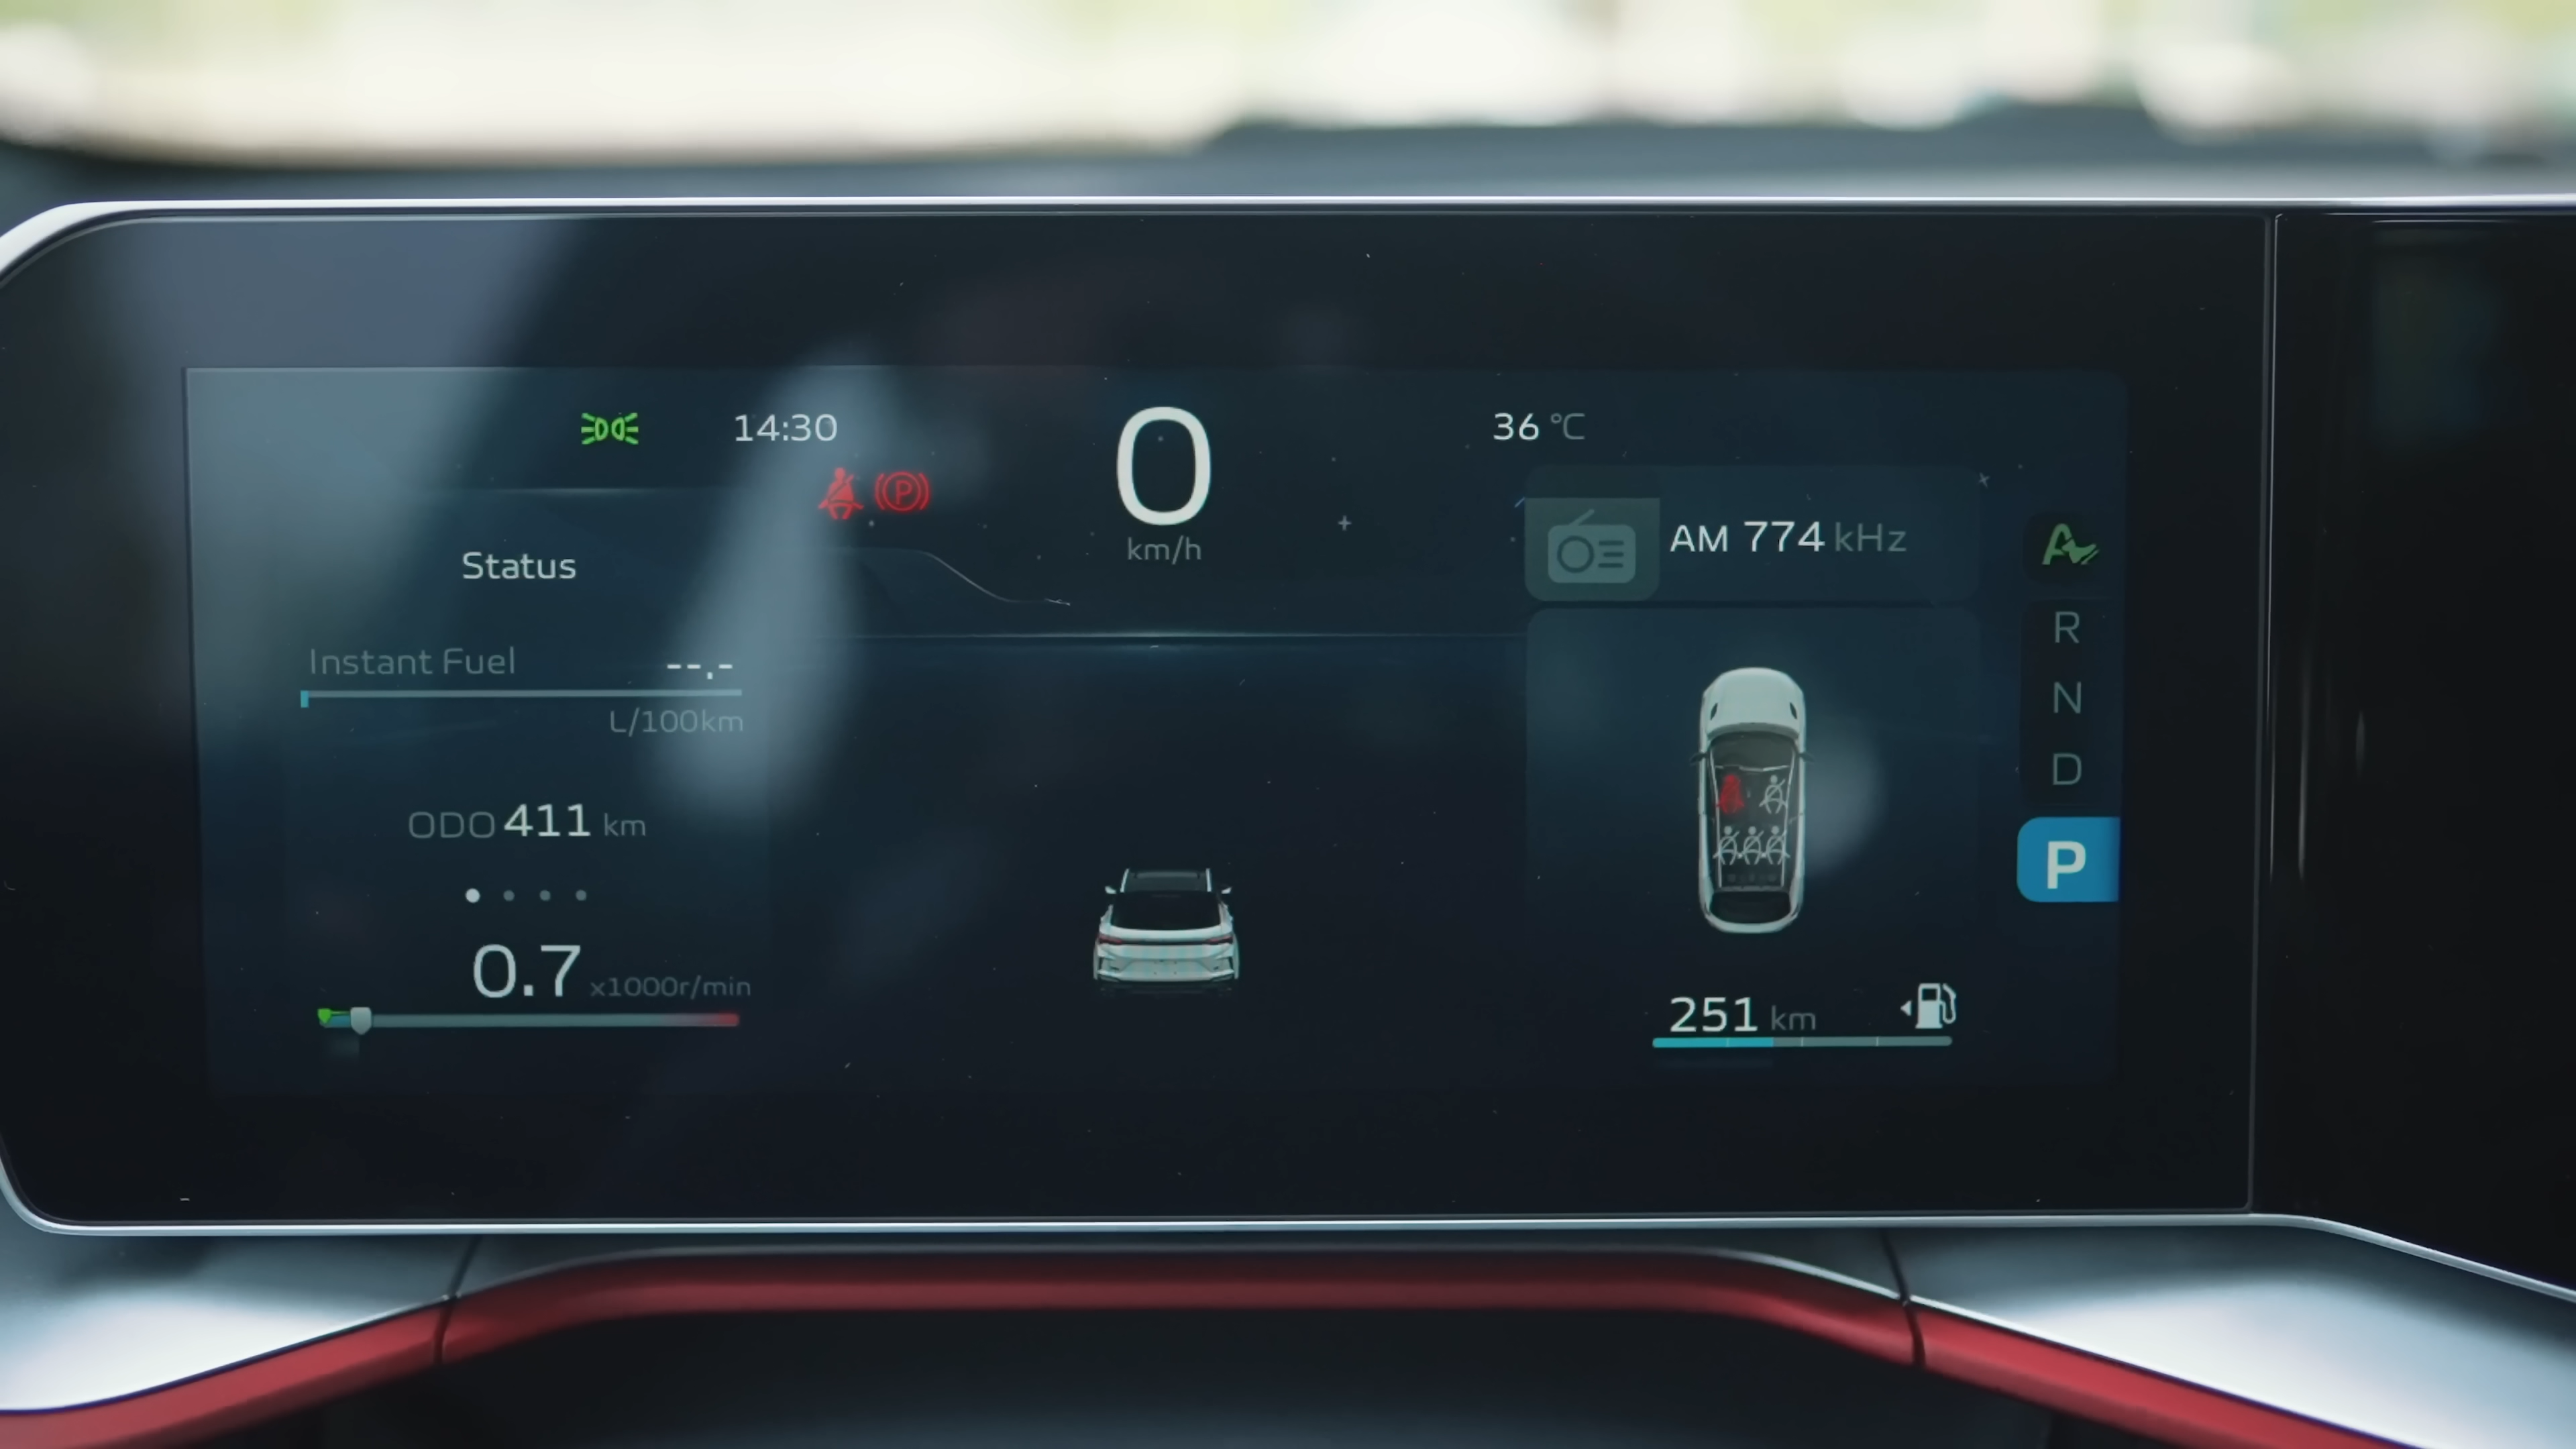 14:30
0
km/h
36 °C
Status
AM 774 kHz
Instant Fuel --.-
L/100km
ODO 411 km
0.7 x1000r/min
251 km
A
R
N
D
P